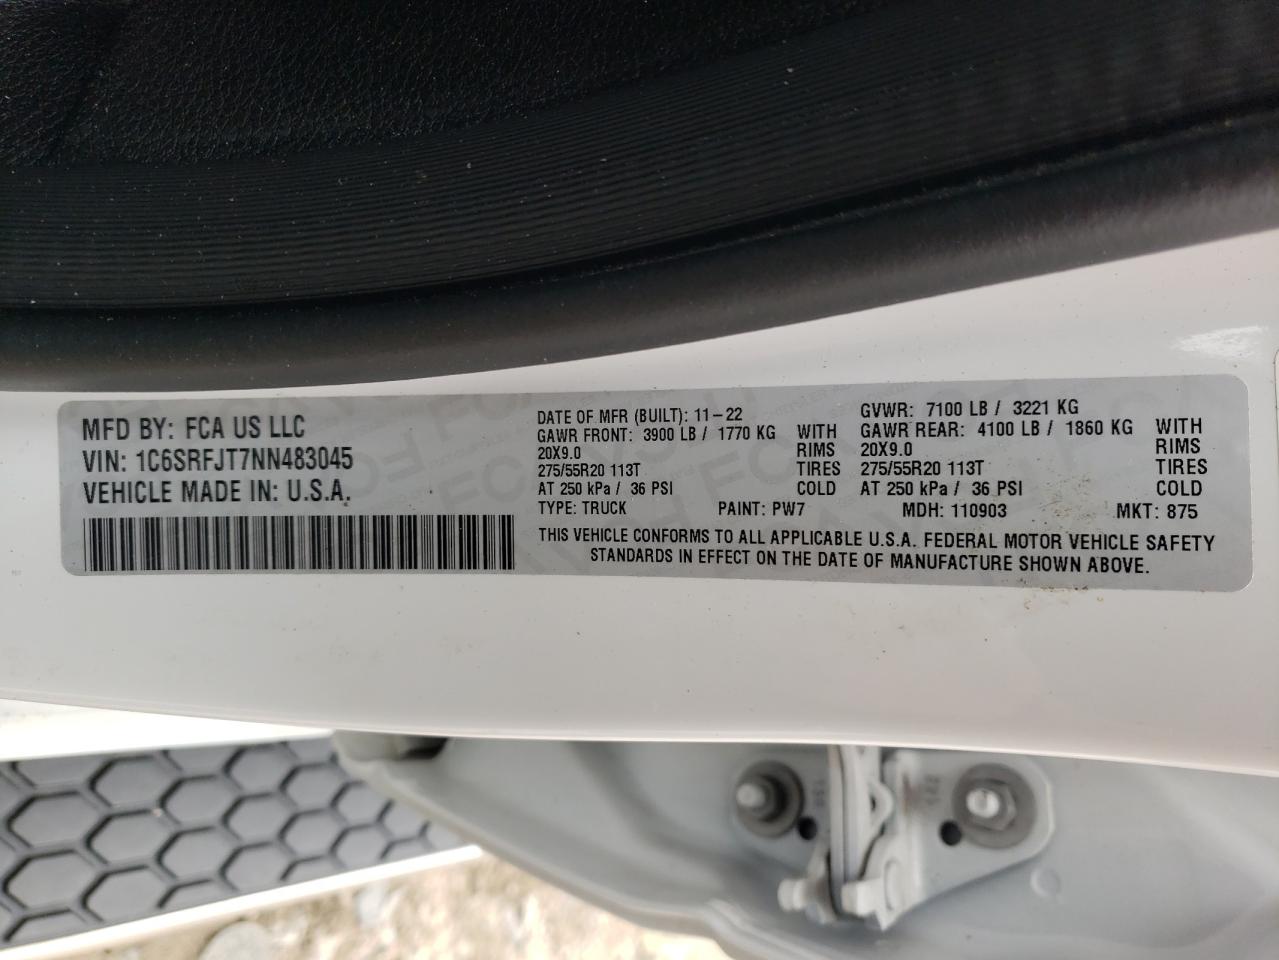 MFD BY: FCA US LLC
VIN: 1C6SRFJT7NN483045
VEHICLE MADE IN: U.S.A.
DATE OF MFR (BUILT): 11-22 GVWR: 7100 LB / 3221 KG
GAWR FRONT: 3900 LB / 1770 KG WITH GAWR REAR: 4100 LB / 1860 KG WITH
20X9.0 RIMS 20X9.0 RIMS
275/55R20 113T TIRES 275/55R20 113T TIRES
AT 250 kPa / 36 PSI COLD AT 250 kPa / 36 PSI COLD
TYPE: TRUCK PAINT: PW7 MDH: 110903 MKT: 875
THIS VEHICLE CONFORMS TO ALL APPLICABLE U.S.A. FEDERAL MOTOR VEHICLE SAFETY
STANDARDS IN EFFECT ON THE DATE OF MANUFACTURE SHOWN ABOVE.